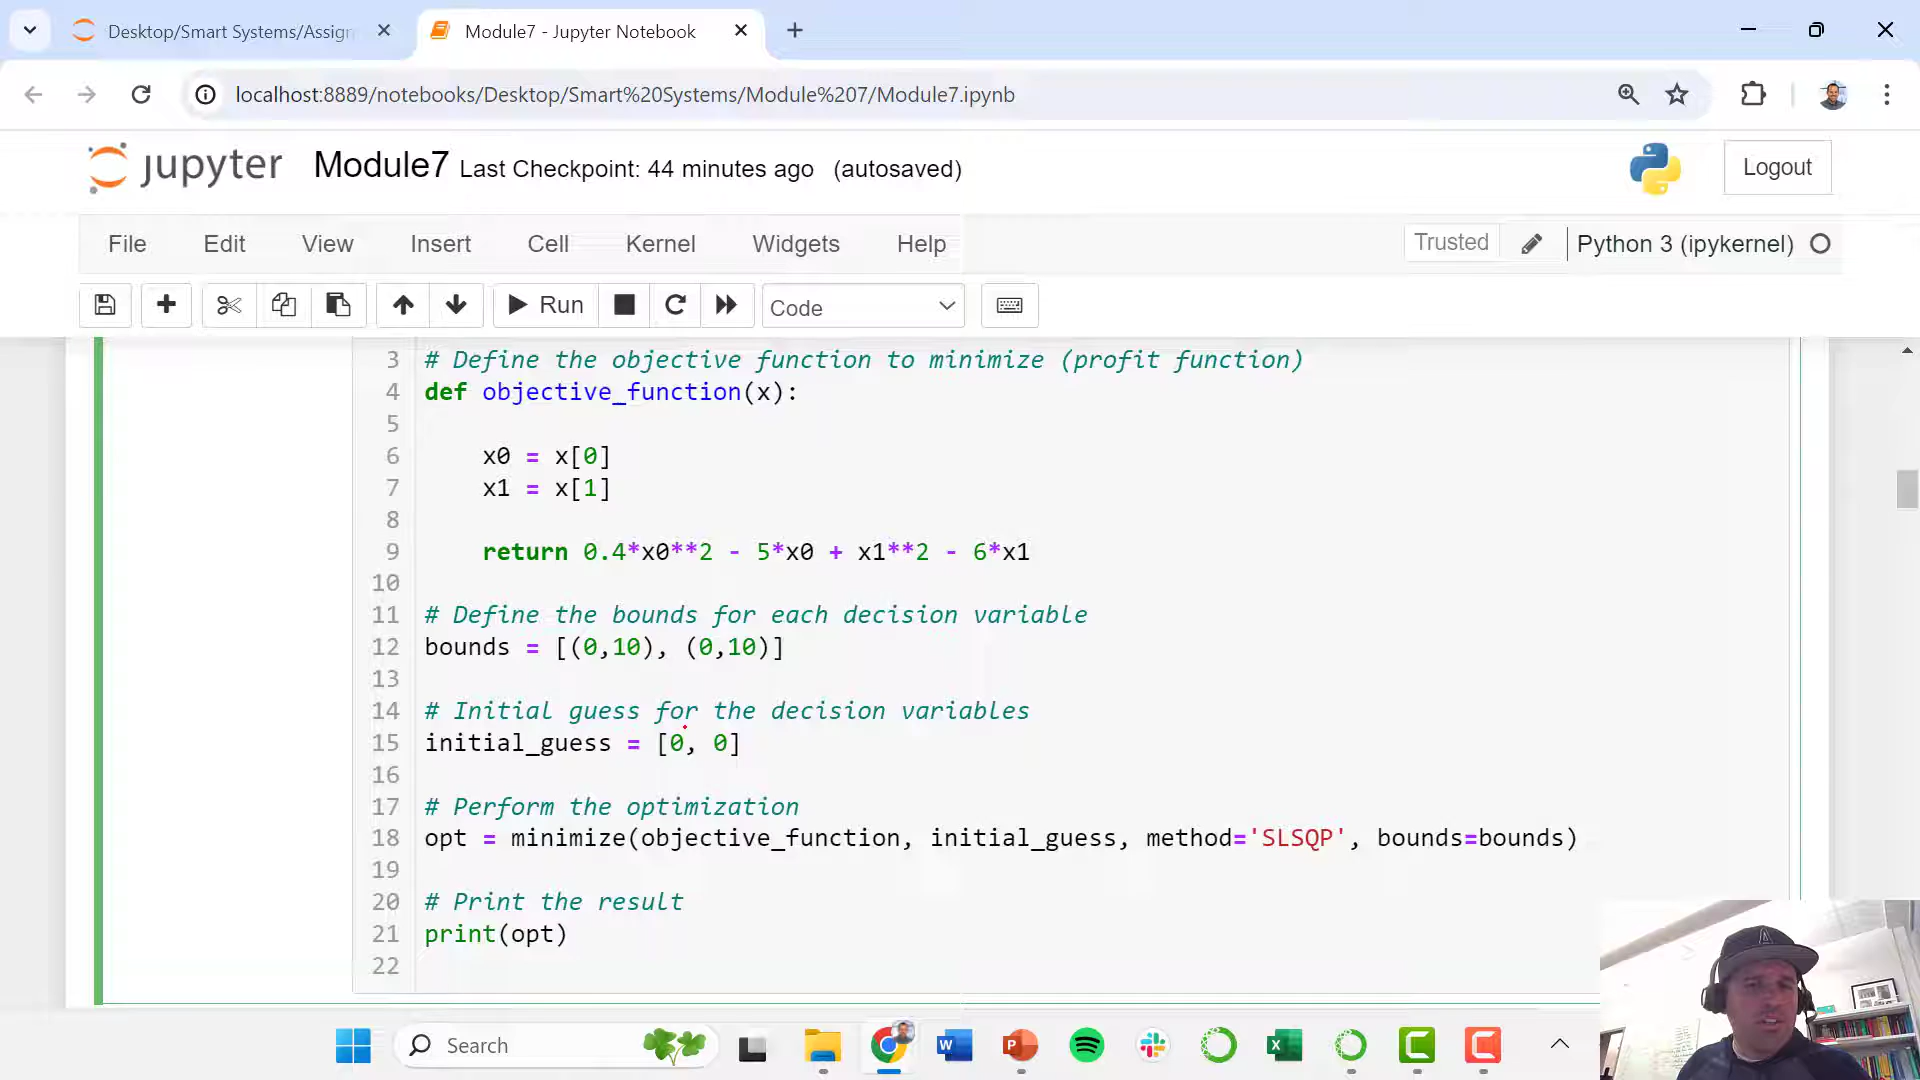 Desktop/Smart Systems/Assign
Module7 - Jupyter Notebook
localhost:8889/notebooks/Desktop/Smart%20Systems/Module%207/Module7.ipynb
jupyter Module7 Last Checkpoint: 44 minutes ago (autosaved)
Logout
File Edit View Insert Cell Kernel Widgets Help
Trusted
Python 3 (ipykernel)
Run
Code
3 # Define the objective function to minimize (profit function)
4 def objective_function(x):
5
6     x0 = x[0]
7     x1 = x[1]
8
9     return 0.4*x0**2 - 5*x0 + x1**2 - 6*x1
10
11 # Define the bounds for each decision variable
12 bounds = [(0,10), (0,10)]
13
14 # Initial guess for the decision variables
15 initial_guess = [0, 0]
16
17 # Perform the optimization
18 opt = minimize(objective_function, initial_guess, method='SLSQP', bounds=bounds)
19
20 # Print the result
21 print(opt)
22
Search